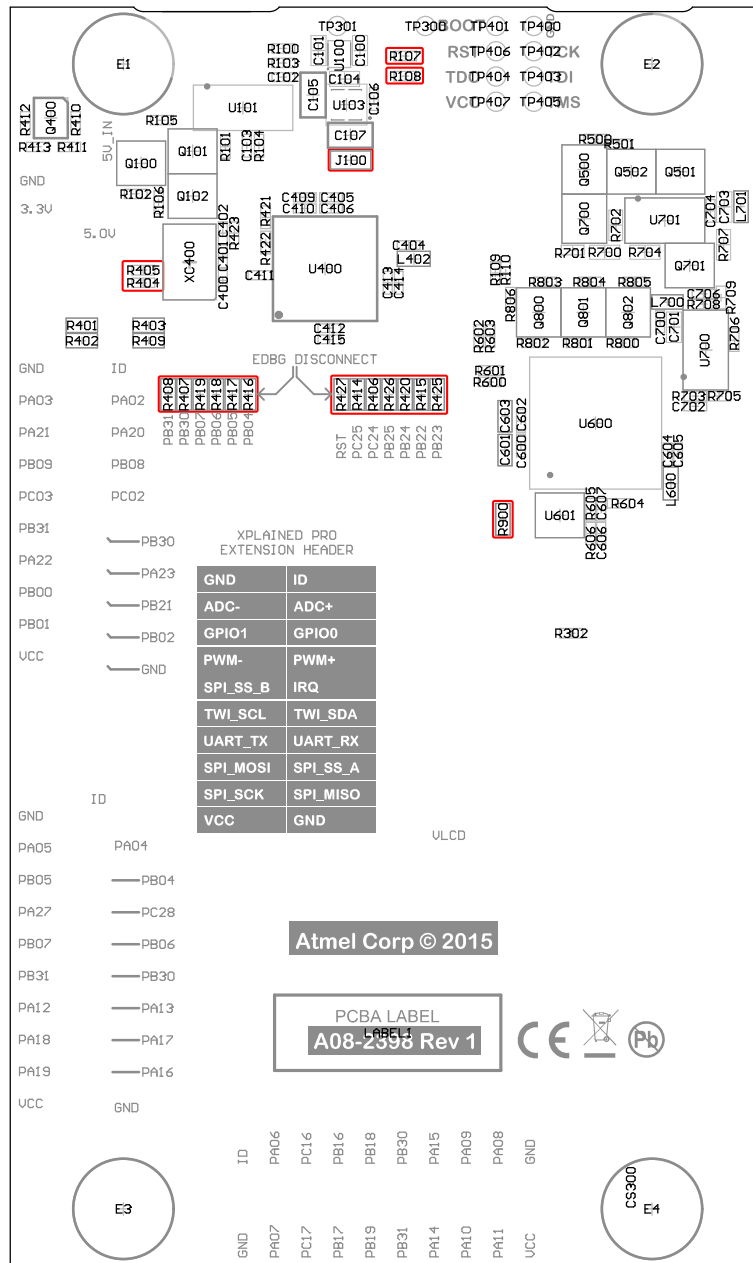 TP301 TP300 BOOT TP401 TP400 GND
R100 C101 U100 C100 R107 RST TP406 TP402 CK
E1 R103 E2
C102 C104 R108 TDO TP404 TP403 DI
C105 U103 C106 VCC TP407 TP405 MS
R412 Q400 R410 R105 U101
R413 R411 5V_IN Q100 Q101 R101 C103 R104 C107
J100
R500 R501
Q500 Q502 Q501
GND R102 R106 Q102
3.3V C402 R423 R421 C409 C405
C410 C406
Q700 R702 U701 C704 C703 L701
5.0V XC400 C401 R422 U400 C404
L402
R701 R700 R704 R707
R405
R404 C400 C411 C413 C414 R109 R110 R803 R804 R805 Q701
R806 Q800 Q801 Q802 L700 C706 R709
R708
R401 R403 C412
R402 R409 C415
R602 R603 R802 R801 R800 C700 C701 U700 R706
EDBG DISCONNECT
GND ID R601
R600
R408 R407 R419 R418 R417 R416 R427 R414 R406 R426 R420 R415 R425
R703 R705
C702
PA03 PA02
PB31 PB30 PB07 PB06 PB05 PB04 RST PC25 PC24 PB25 PB24 PB22 PB23
C603 C602 U600
PA21 PA20
C601 C600 C604 C605
PB09 PB08
L600
PC03 PC02
R900 U601 R605 C607 R604
PB31 PB30 R606 C606
XPLAINED PRO
EXTENSION HEADER
PA22 PA23
GND ID
PB00 PB21
ADC- ADC+
PB01 PB02
GPIO1 GPIO0
R302
VCC GND
PWM- PWM+
SPI_SS_B IRQ
TWI_SCL TWI_SDA
UART_TX UART_RX
SPI_MOSI SPI_SS_A
SPI_SCK SPI_MISO
VCC GND
ID
GND
VLCD
PA05 PA04
PB05 PB04
PA27 PC28
PB07 PB06
Atmel Corp © 2015
PB31 PB30
PA12 PA13
PCBA LABEL
LABEL1
A08-2398 Rev 1
Pb
PA18 PA17
PA19 PA16
VCC GND
ID PA06 PC16 PB16 PB18 PB30 PA15 PA09 PA08 GND
E3 CS300 E4
GND PA07 PC17 PB17 PB19 PB31 PA14 PA10 PA11 VCC